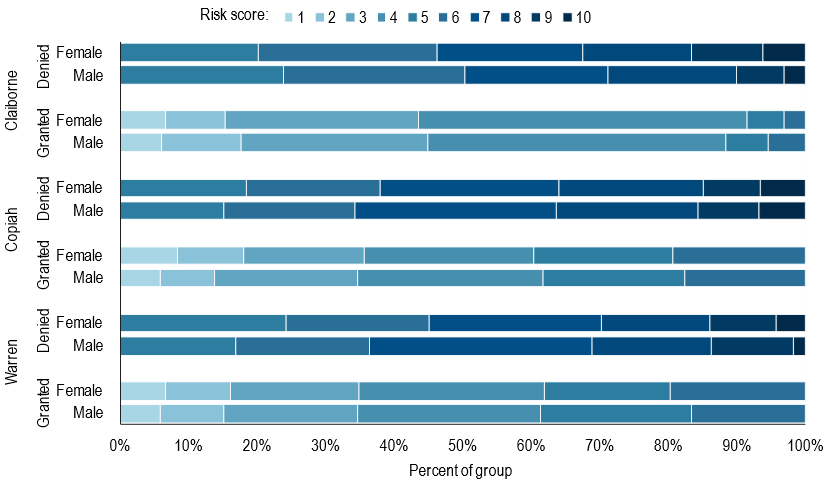 Risk score: 1 2 3 4 5 6 7 8 9 10
Claiborne
Denied
Female
Male
Granted
Female
Male
Copiah
Denied
Female
Male
Granted
Female
Male
Warren
Denied
Female
Male
Granted
Female
Male
0% 10% 20% 30% 40% 50% 60% 70% 80% 90% 100%
Percent of group